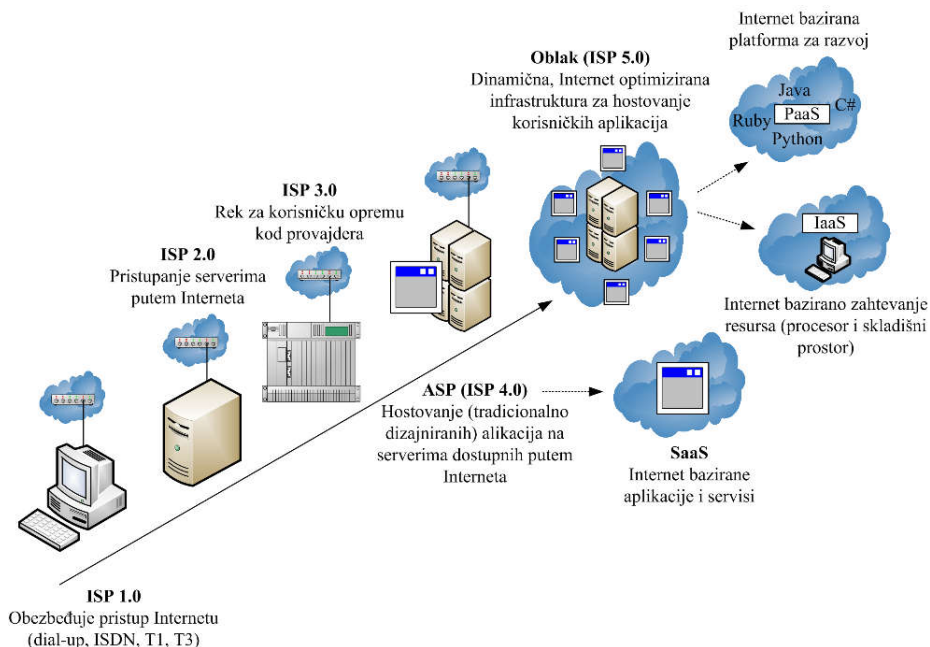 Internet bazirana
platforma za razvoj
Java
C#
Ruby
PaaS
Python
Oblak (ISP 5.0)
Dinamična, Internet optimizirana
infrastruktura za hostovanje
korisničkih aplikacija
IaaS
Internet bazirano zahtevanje
resursa (procesor i skladišni
prostor)
ISP 3.0
Rek za korisničku opremu
kod provajdera
ISP 2.0
Pristupanje serverima
putem Interneta
ASP (ISP 4.0)
Hostovanje (tradicionalno
dizajniranih) alikacija na
serverima dostupnih putem
Interneta
SaaS
Internet bazirane
aplikacije i servisi
ISP 1.0
Obezbeđuje pristup Internetu
(dial-up, ISDN, T1, T3)